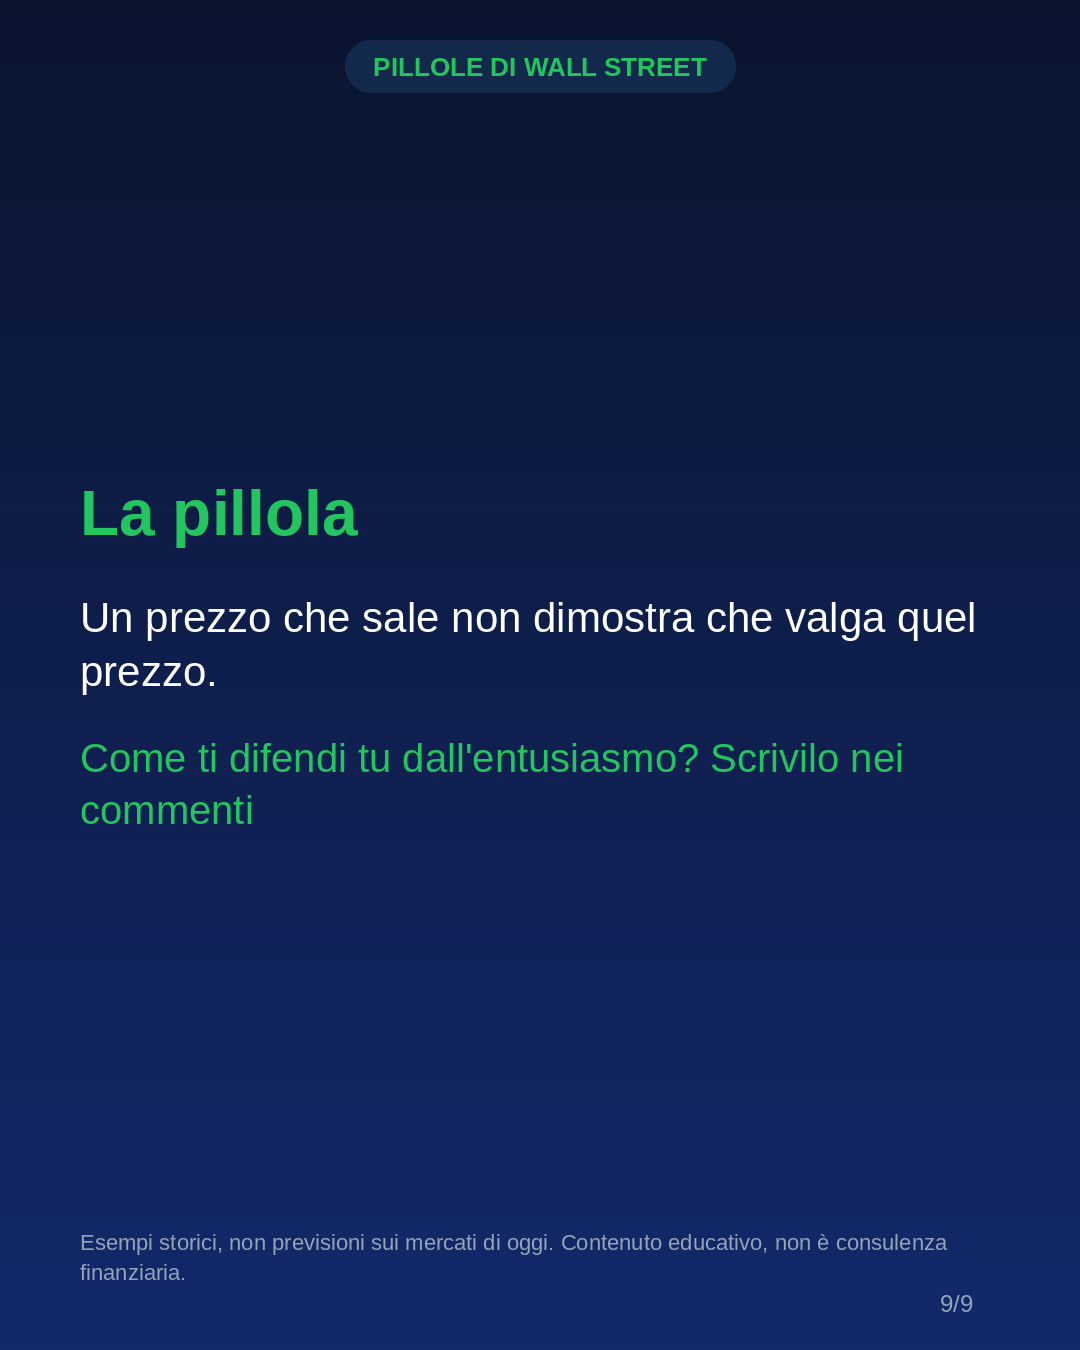 PILLOLE DI WALL STREET
La pillola
Un prezzo che sale non dimostra che valga quel
prezzo.
Come ti difendi tu dall'entusiasmo? Scrivilo nei
commenti
Esempi storici, non previsioni sui mercati di oggi. Contenuto educativo, non è consulenza
finanziaria.
9/9